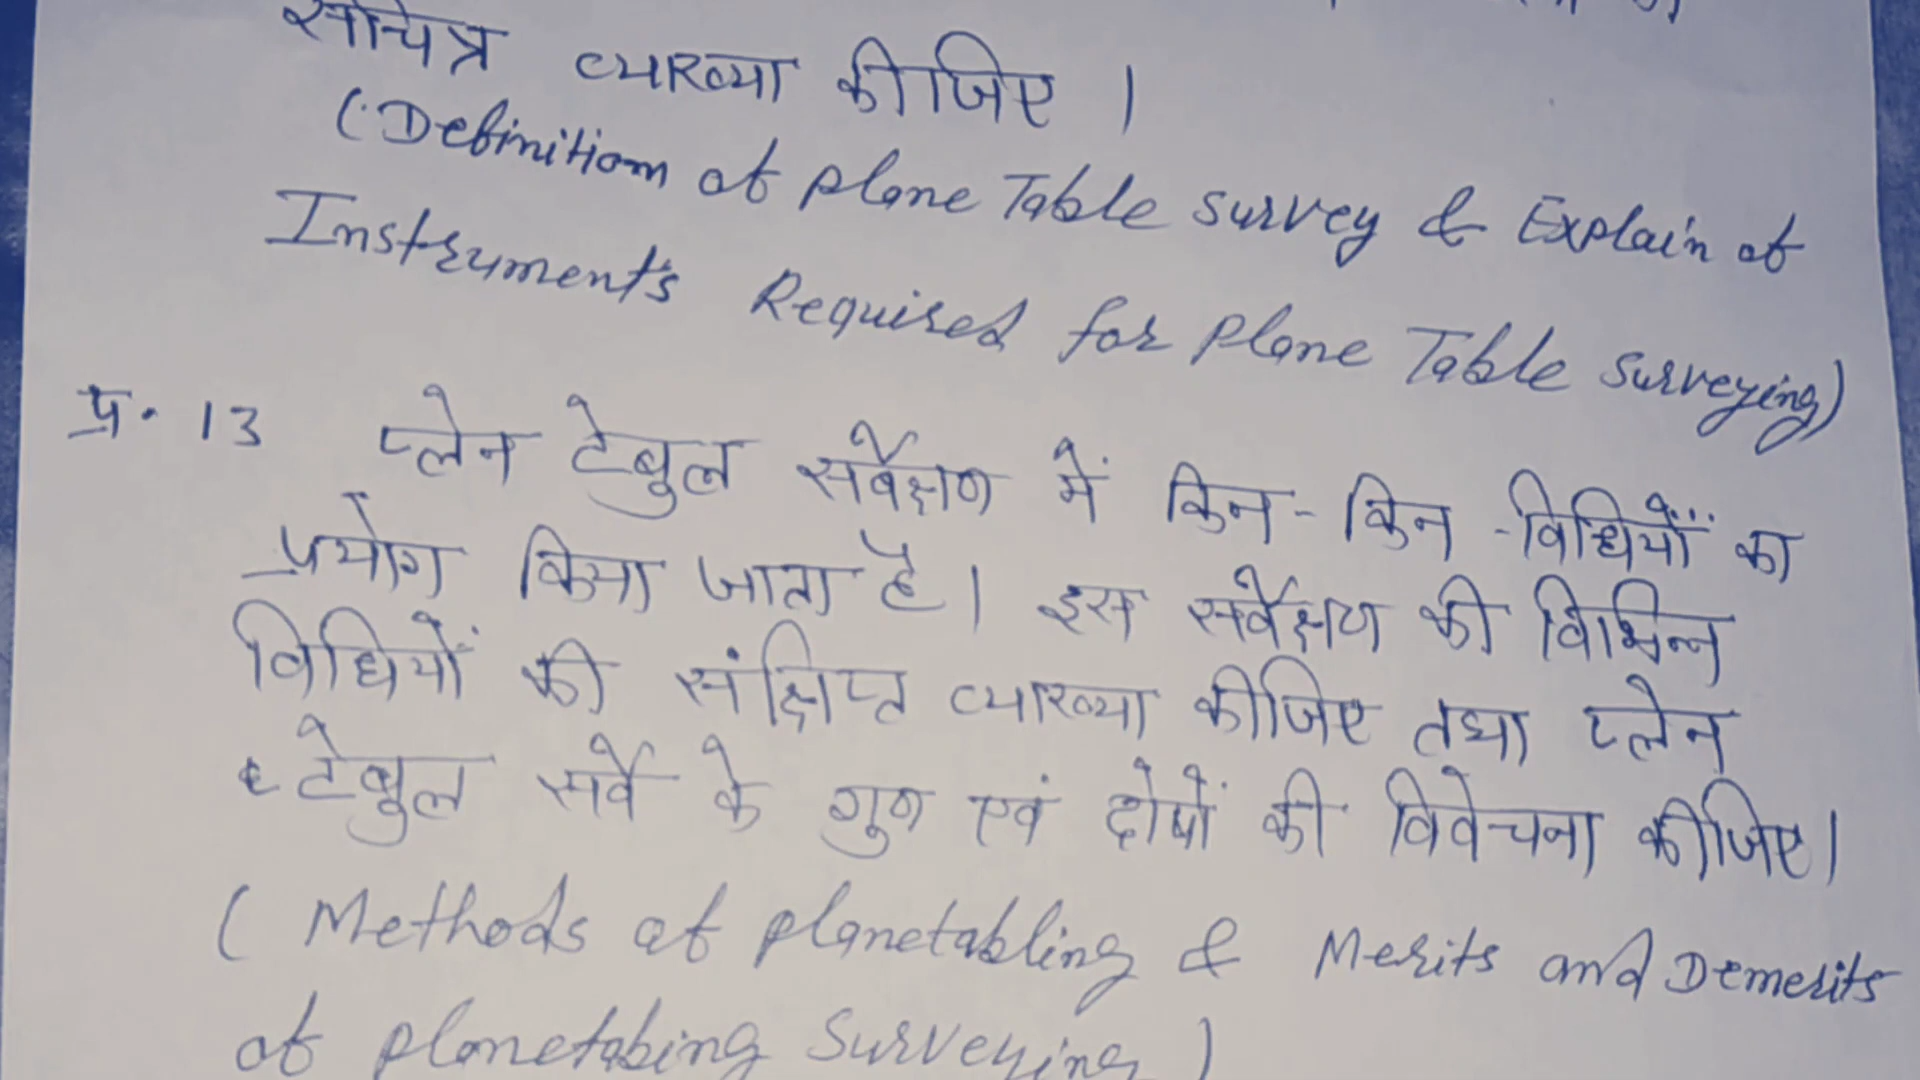 सचित्र व्याख्या कीजिए ।
(Definition of plane Table survey & Explain of
Instrument's Required for plane Table surveying)
प्र. 13 प्लेन टेबुल सर्वेक्षण में किन-किन -विधियों का
प्रयोग किया जाता है । इस सर्वेक्षण की विभिन्न
विधियों की संक्षिप्त व्याख्या कीजिए तथा प्लेन
टेबुल सर्वे के गुण एवं दोषों की विवेचना कीजिए।
( Methods of planetabling & Merits and Demerits
of planetabing Surveying )